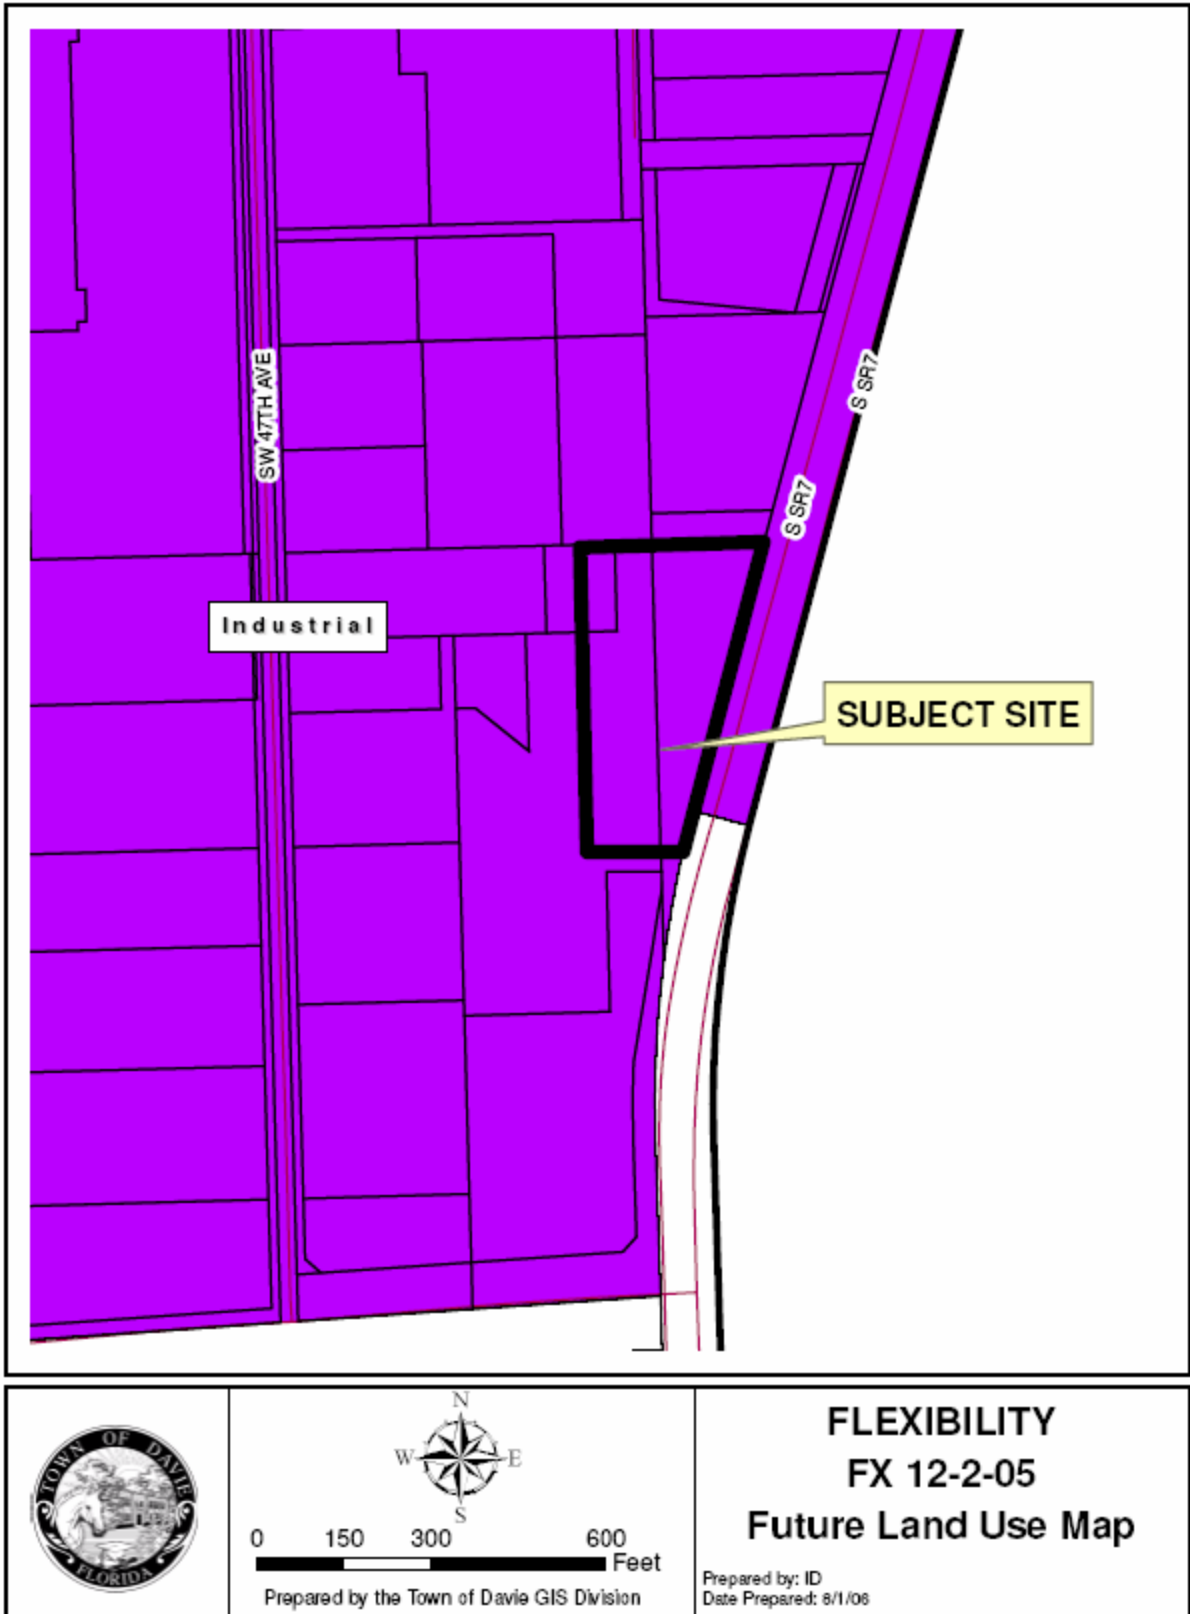 SW 47TH AVE
S SR7
S SR7
Industrial
SUBJECT SITE
TOWN OF DAVIE
FLORIDA
N
W E
S
0 150 300 600
Feet
Prepared by the Town of Davie GIS Division
FLEXIBILITY
FX 12-2-05
Future Land Use Map
Prepared by: ID
Date Prepared: 8/1/06